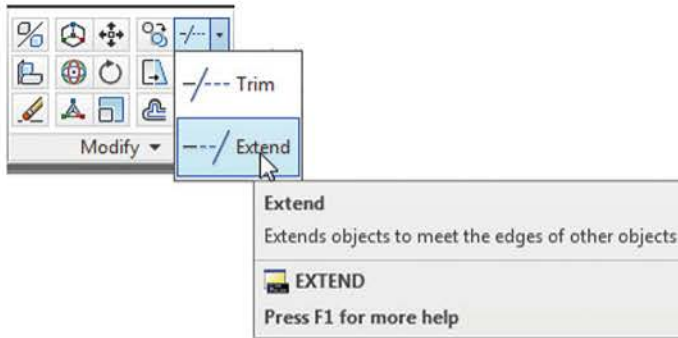 Trim
Modify
Extend
Extend
Extends objects to meet the edges of other objects
EXTEND
Press F1 for more help